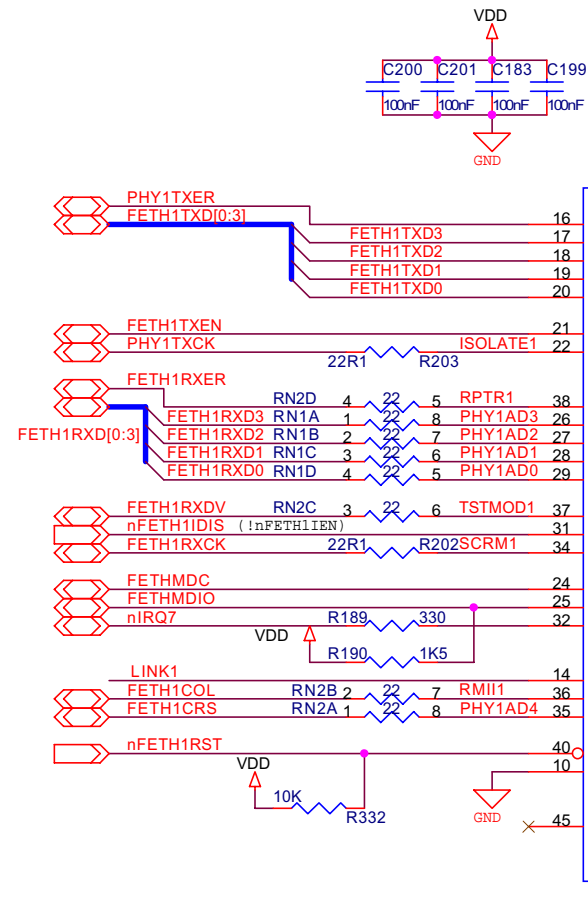 VDD
C200 C201 C183 C199
100nF 100nF 100nF 100nF
GND
PHY1TXER 16
FETH1TXD[0:3]
FETH1TXD3 17
FETH1TXD2 18
FETH1TXD1 19
FETH1TXD0 20
FETH1TXEN 21
PHY1TXCK 22R1 R203 ISOLATE1 22
FETH1RXER RN2D 4 22 5 RPTR1 38
FETH1RXD3 RN1A 1 22 8 PHY1AD3 26
FETH1RXD[0:3] FETH1RXD2 RN1B 2 22 7 PHY1AD2 27
FETH1RXD1 RN1C 3 22 6 PHY1AD1 28
FETH1RXD0 RN1D 4 22 5 PHY1AD0 29
FETH1RXDV RN2C 3 22 6 TSTMOD1 37
nFETH1IDIS (!nFETH1IEN) 31
FETH1RXCK 22R1 R202 SCRM1 34
FETHMDC 24
FETHMDIO 25
nIRQ7 R189 330 32
VDD
R190 1K5
LINK1 14
FETH1COL RN2B 2 22 7 RMII1 36
FETH1CRS RN2A 1 22 8 PHY1AD4 35
nFETH1RST 40
VDD 10
10K R332
GND
45